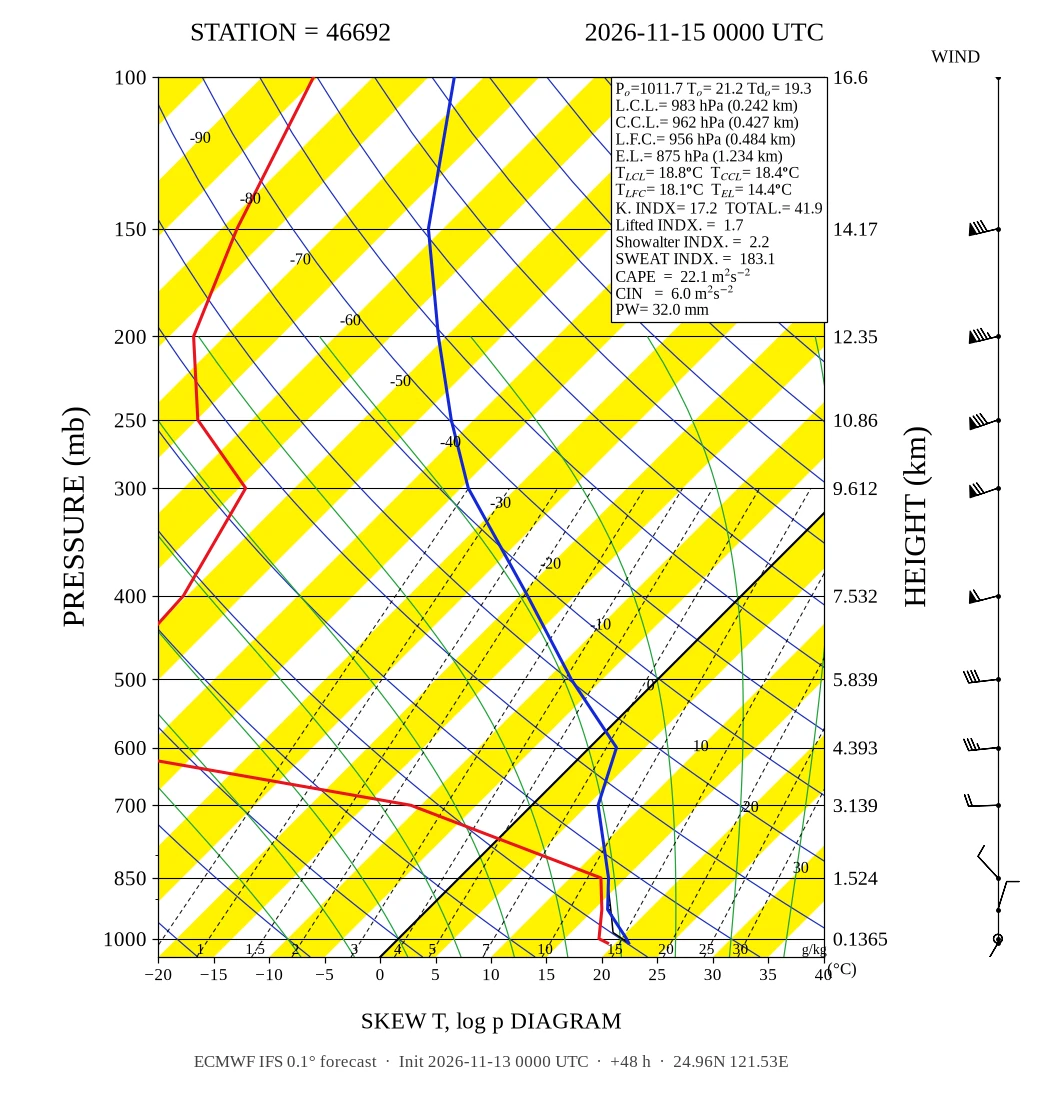 STATION = 46692
2026-11-15 0000 UTC
WIND
100
150
200
250
300
400
500
600
700
850
1000
PRESSURE (mb)
-90
-80
-70
-60
-50
-40
-30
-20
-10
0
10
20
30
Pₒ=1011.7 Tₒ= 21.2 Tdₒ= 19.3
L.C.L.= 983 hPa (0.242 km)
C.C.L.= 962 hPa (0.427 km)
L.F.C.= 956 hPa (0.484 km)
E.L.= 875 hPa (1.234 km)
T_LCL= 18.8°C T_CCL= 18.4°C
T_LFC= 18.1°C T_EL= 14.4°C
K. INDX= 17.2 TOTAL.= 41.9
Lifted INDX. = 1.7
Showalter INDX. = 2.2
SWEAT INDX. = 183.1
CAPE = 22.1 m²s⁻²
CIN = 6.0 m²s⁻²
PW= 32.0 mm
16.6
14.17
12.35
10.86
9.612
7.532
5.839
4.393
3.139
1.524
0.1365
HEIGHT (km)
1 1.5 2 3 4 5 7 10 15 20 25 30 g/kg
−20 −15 −10 −5 0 5 10 15 20 25 30 35 40 (°C)
SKEW T, log p DIAGRAM
ECMWF IFS 0.1° forecast · Init 2026-11-13 0000 UTC · +48 h · 24.96N 121.53E